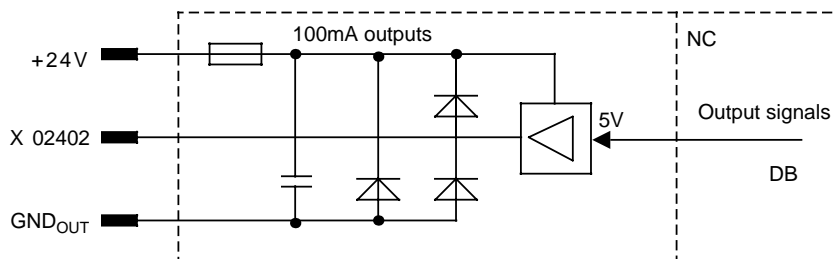 100mA outputs
NC
+24V
5V
Output signals
X 02402
DB
GNDOUT